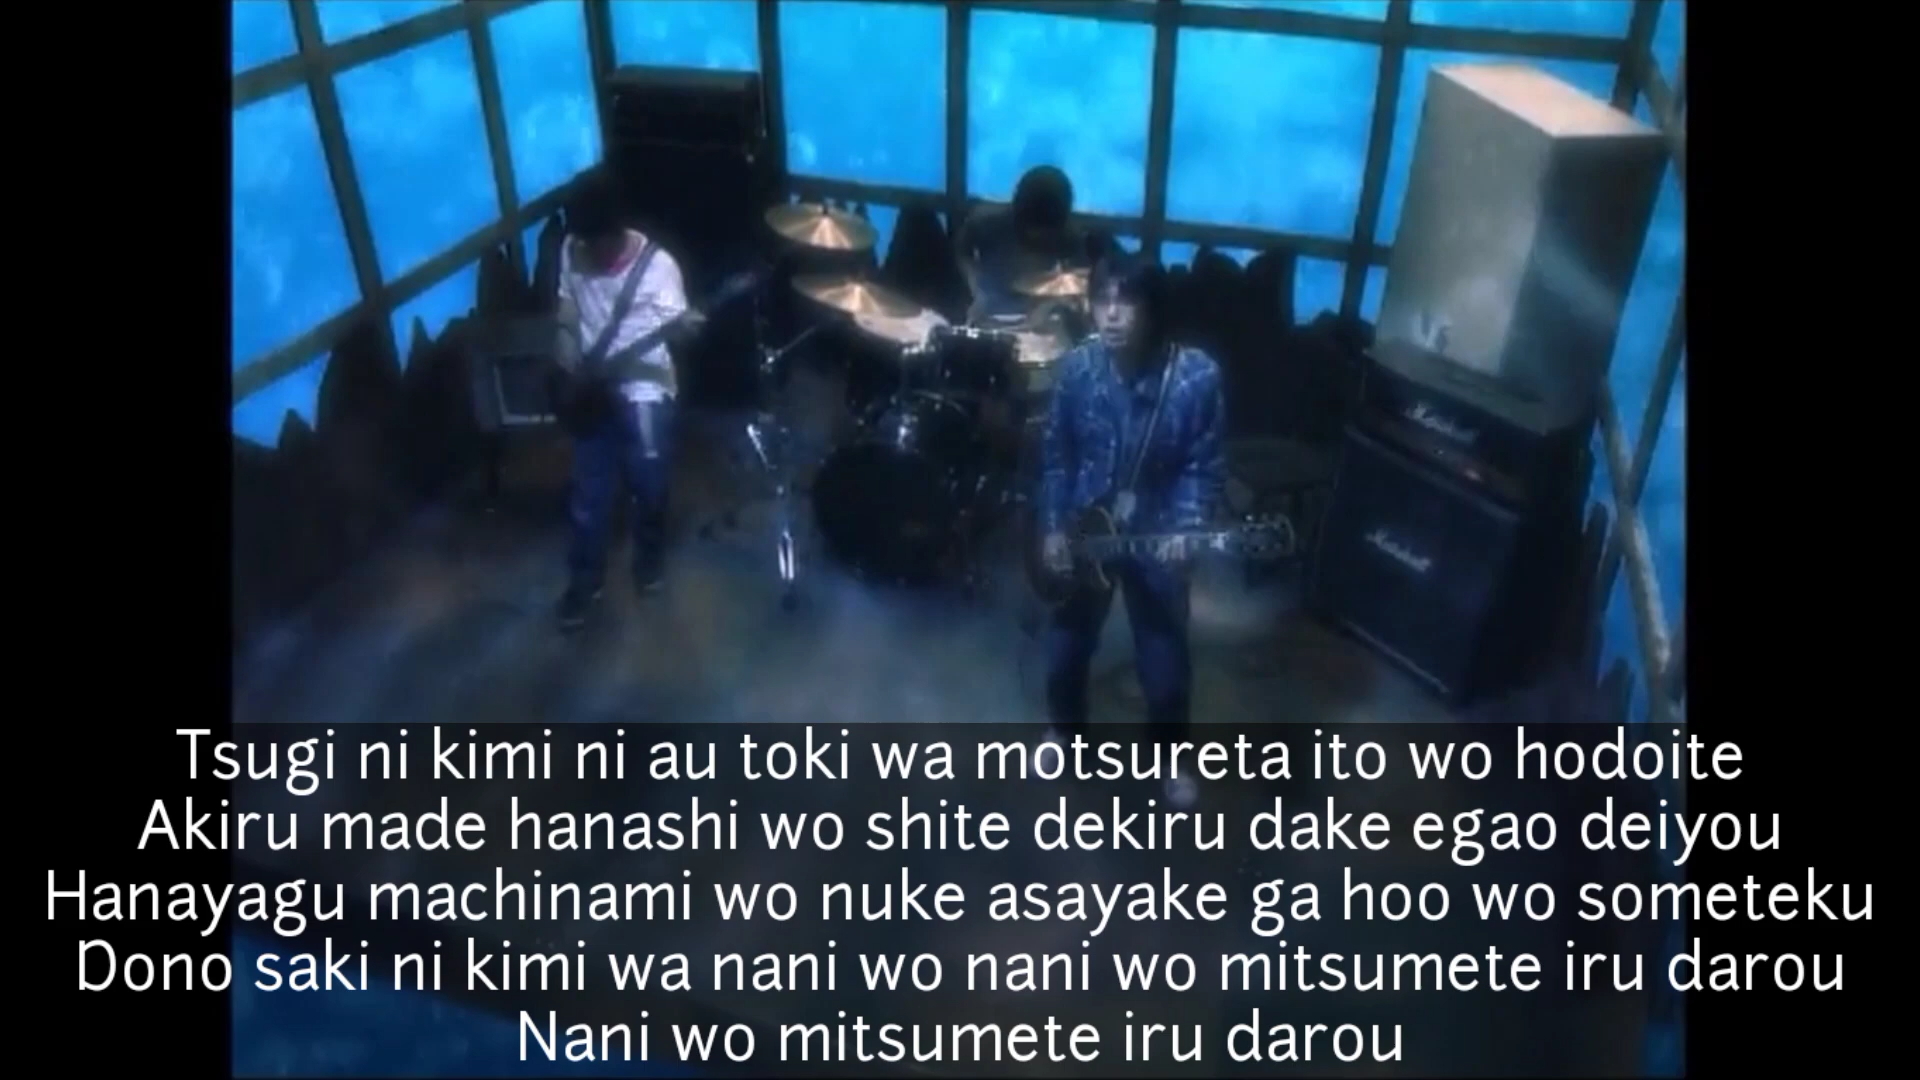 Tsugi ni kimi ni au toki wa motsureta ito wo hodoite
Akiru made hanashi wo shite dekiru dake egao deiyou
Hanayagu machinami wo nuke asayake ga hoo wo someteku
Dono saki ni kimi wa nani wo nani wo mitsumete iru darou
Nani wo mitsumete iru darou
Marshall
Marshall